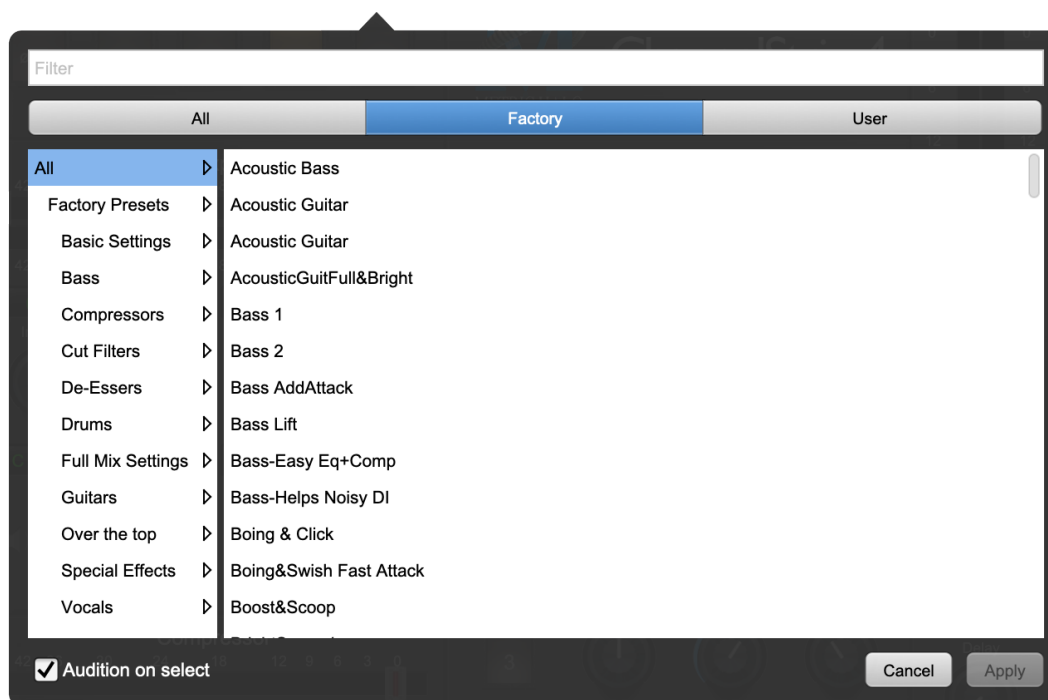 Filter
All
Factory
User
All
Factory Presets
Basic Settings
Bass
Compressors
Cut Filters
De-Essers
Drums
Full Mix Settings
Guitars
Over the top
Special Effects
Vocals
Acoustic Bass
Acoustic Guitar
Acoustic Guitar
AcousticGuitFull&Bright
Bass 1
Bass 2
Bass AddAttack
Bass Lift
Bass-Easy Eq+Comp
Bass-Helps Noisy DI
Boing & Click
Boing&Swish Fast Attack
Boost&Scoop
Audition on select
Cancel
Apply